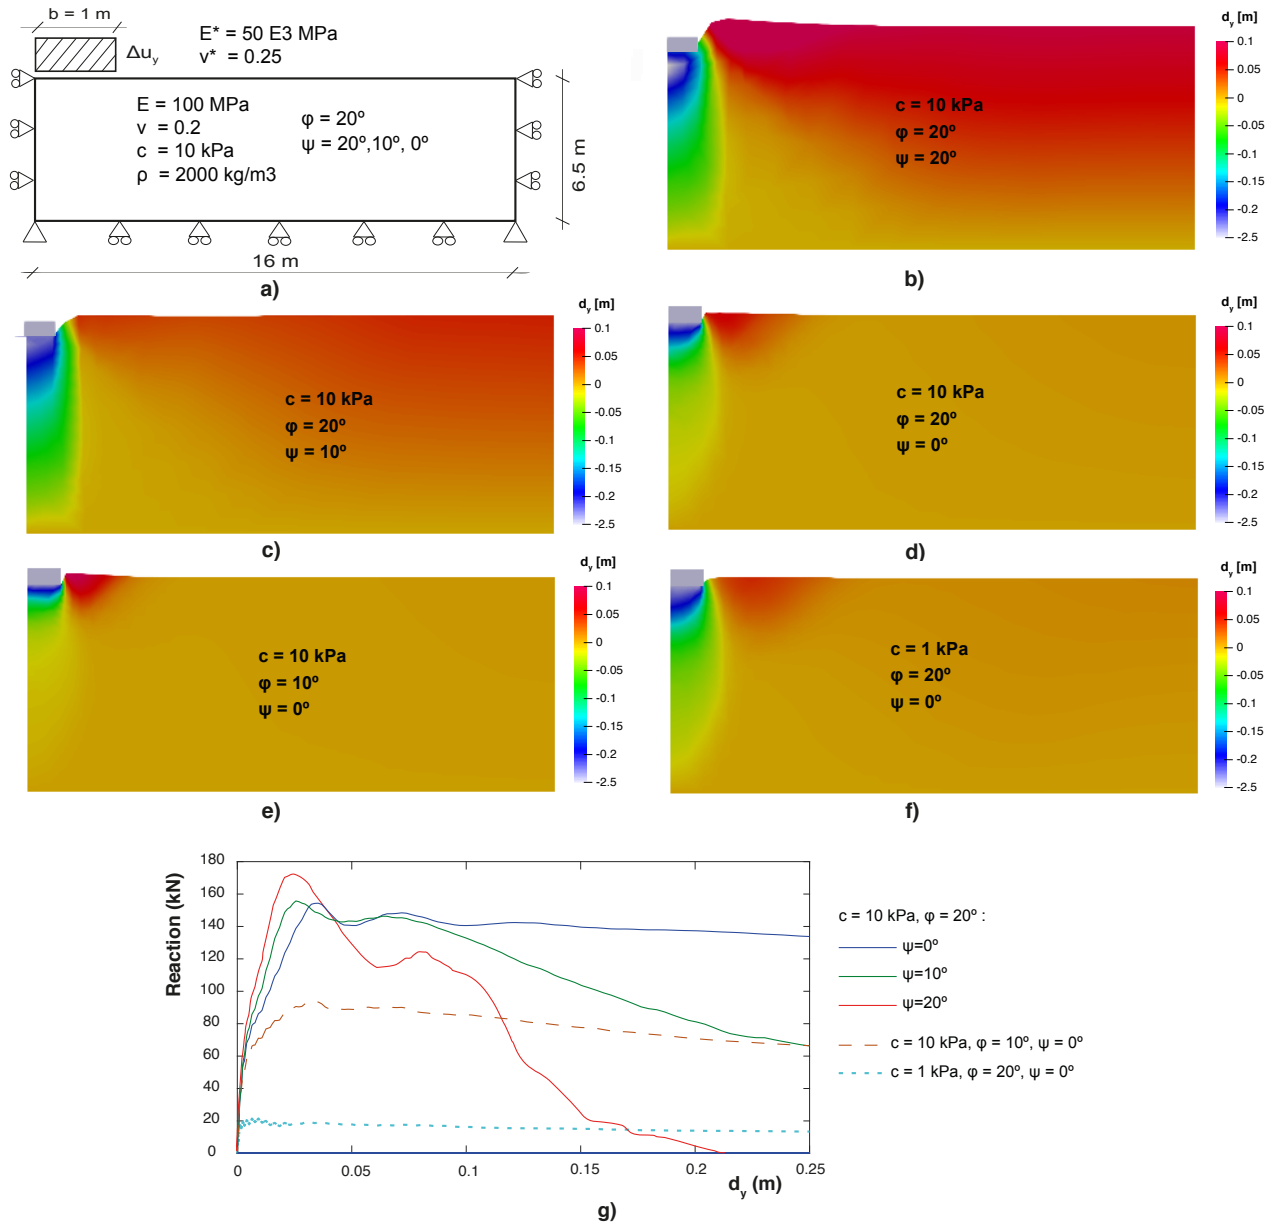 b = 1 m
Δu_y
E* = 50 E3 MPa
ν* = 0.25
E = 100 MPa
ν = 0.2
c = 10 kPa
ρ = 2000 kg/m3
φ = 20º
ψ = 20º,10º, 0º
6.5 m
16 m
a)
d_y [m]
0.1
0.05
0
-0.05
-0.1
-0.15
-0.2
-2.5
c = 10 kPa
φ = 20º
ψ = 20º
b)
d_y [m]
0.1
0.05
0
-0.05
-0.1
-0.15
-0.2
-2.5
c = 10 kPa
φ = 20º
ψ = 10º
c)
d_y [m]
0.1
0.05
0
-0.05
-0.1
-0.15
-0.2
-2.5
c = 10 kPa
φ = 20º
ψ = 0º
d)
d_y [m]
0.1
0.05
0
-0.05
-0.1
-0.15
-0.2
-2.5
c = 10 kPa
φ = 10º
ψ = 0º
e)
d_y [m]
0.1
0.05
0
-0.05
-0.1
-0.15
-0.2
-2.5
c = 1 kPa
φ = 20º
ψ = 0º
f)
Reaction (kN)
180
160
140
120
100
80
60
40
20
0
0 0.05 0.1 0.15 0.2 0.25
d_y (m)
c = 10 kPa, φ = 20º :
ψ=0º
ψ=10º
ψ=20º
c = 10 kPa, φ = 10º, ψ = 0º
c = 1 kPa, φ = 20º, ψ = 0º
g)